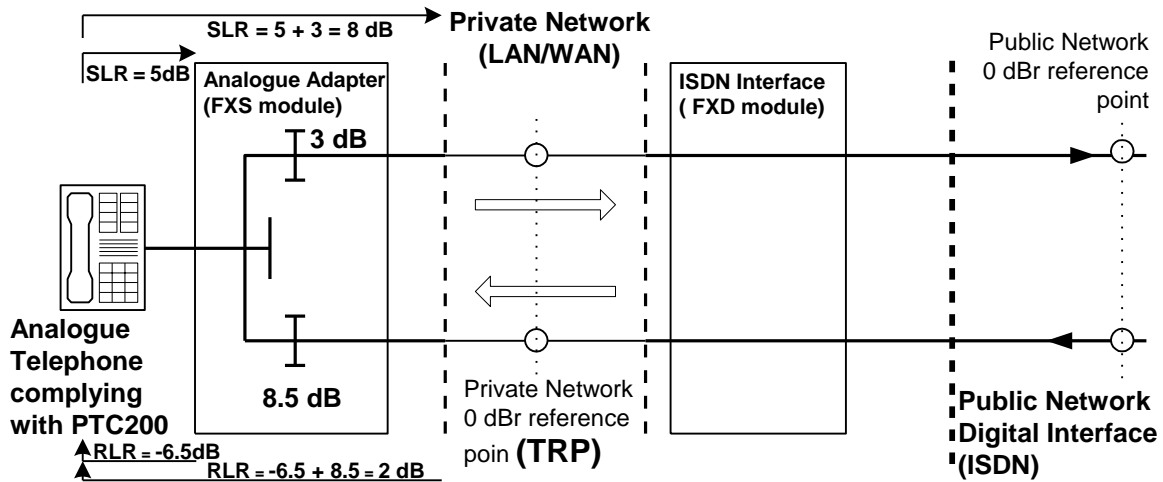 SLR = 5 + 3 = 8 dB
SLR = 5dB
Private Network
(LAN/WAN)
Analogue Adapter
(FXS module)
3 dB
ISDN Interface
( FXD module)
Public Network
0 dBr reference
point
Analogue
Telephone
complying
with PTC200
8.5 dB
Private Network
0 dBr reference
poin (TRP)
Public Network
Digital Interface
(ISDN)
RLR = -6.5dB
RLR = -6.5 + 8.5 = 2 dB